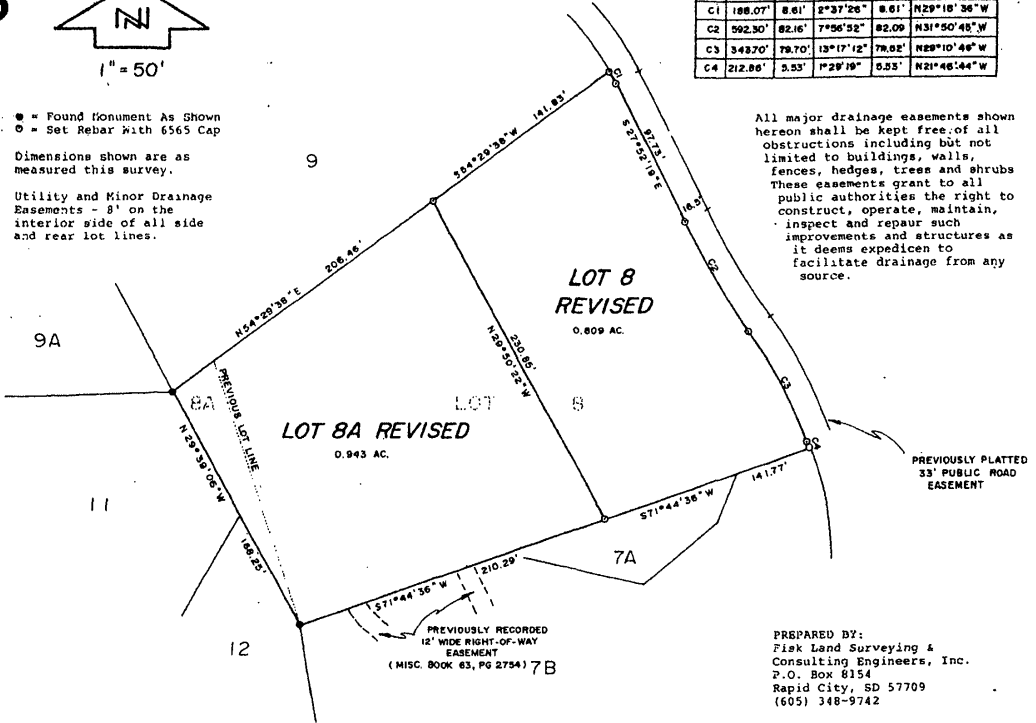 N
1" = 50'
● = Found Monument As Shown
○ = Set Rebar With 6565 Cap
Dimensions shown are as
measured this survey.
Utility and Minor Drainage
Easements - 8' on the
interior side of all side
and rear lot lines.
C1 188.07' 8.61' 2°37'26" 8.61' N29°18'36"W
C2 592.30' 82.16' 7°56'52" 82.09 N31°50'45"W
C3 343.70' 79.70' 13°17'12" 79.52' N29°10'49"W
C4 212.86' 5.53' 1°29'19" 5.53' N21°46'44"W
All major drainage easements shown
hereon shall be kept free of all
obstructions including but not
limited to buildings, walls,
fences, hedges, trees and shrubs
These easements grant to all
public authorities the right to
construct, operate, maintain,
inspect and repaur such
improvements and structures as
it deems expedicen to
facilitate drainage from any
source.
9
S54°29'38"W 141.83'
C1
97.73'
S 27°52'19"E
16.5'
C2
C3
C4
N54°29'38"E 206.46'
LOT 8
REVISED
0.809 AC.
230.85'
N29°50'22"W
9A
8A
PREVIOUS LOT LINE
LOT 8
LOT 8A REVISED
0.943 AC.
N 29°39'06"W
168.25'
11
12
S71°44'36"W 141.77'
S71°44'36"W 210.29'
7A
PREVIOUSLY PLATTED
33' PUBLIC ROAD
EASEMENT
PREVIOUSLY RECORDED
12' WIDE RIGHT-OF-WAY
EASEMENT
(MISC. BOOK 63, PG 2754)
7B
PREPARED BY:
Fisk Land Surveying &
Consulting Engineers, Inc.
P.O. Box 8154
Rapid City, SD 57709
(605) 348-9742